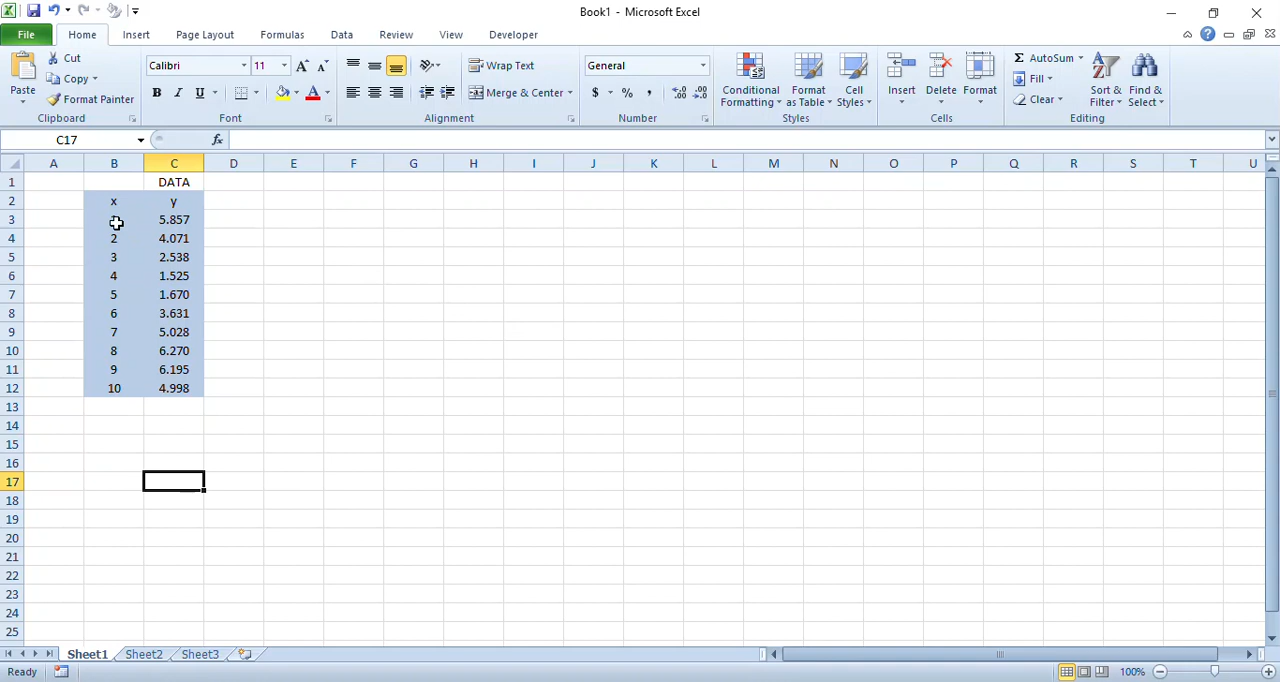 Book1 - Microsoft Excel
File Home Insert Page Layout Formulas Data Review View Developer
Paste
Cut
Copy
Format Painter
Clipboard
Calibri 11
B I U A
Font
Wrap Text
Merge & Center
Alignment
General
$ % ,
Number
Conditional Formatting
Format as Table
Cell Styles
Styles
Insert
Delete
Format
Cells
Σ AutoSum
Fill
Clear
Sort & Filter
Find & Select
Editing
C17 fx
A B C D E F G H I J K L M N O P Q R S T U
1 DATA
2 x y
3 5.857
4 2 4.071
5 3 2.538
6 4 1.525
7 5 1.670
8 6 3.631
9 7 5.028
10 8 6.270
11 9 6.195
12 10 4.998
13
14
15
16
17
18
19
20
21
22
23
24
25
Sheet1 Sheet2 Sheet3
Ready 100%